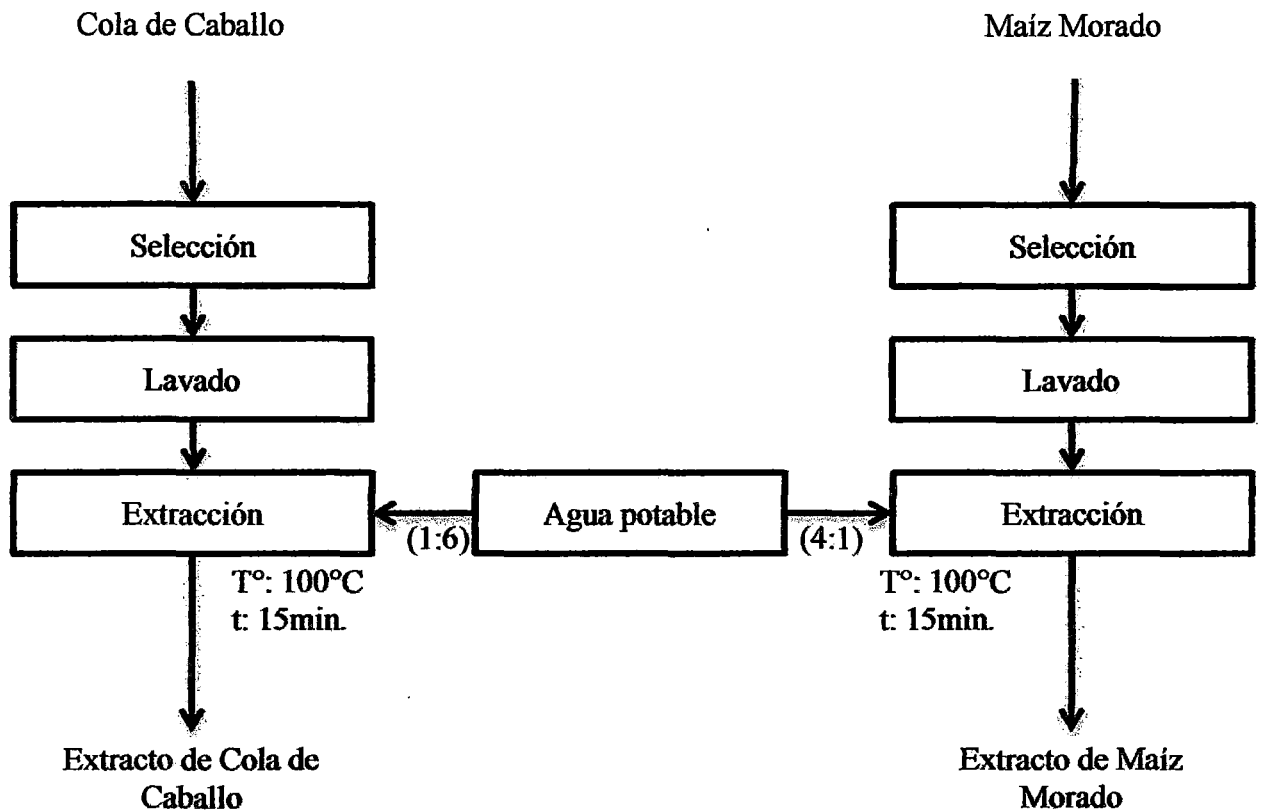 Cola de Caballo
Maíz Morado
Selección
Selección
Lavado
Lavado
Extracción
(1:6)
Agua potable
(4:1)
Extracción
T°: 100°C
t: 15min.
T°: 100°C
t: 15min.
Extracto de Cola de
Caballo
Extracto de Maíz
Morado